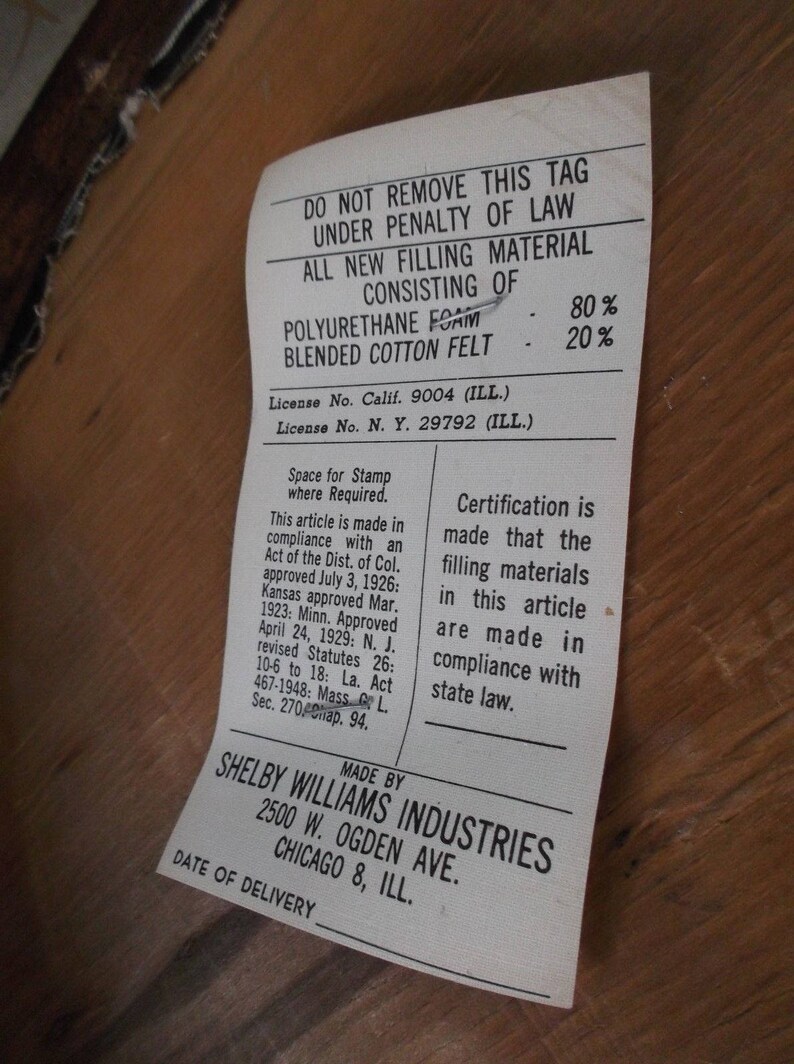 DO NOT REMOVE THIS TAG
UNDER PENALTY OF LAW
ALL NEW FILLING MATERIAL
CONSISTING OF
POLYURETHANE FOAM - 80%
BLENDED COTTON FELT - 20%
License No. Calif. 9004 (ILL.)
License No. N. Y. 29792 (ILL.)
Space for Stamp
where Required.
This article is made in
compliance with an
Act of the Dist. of Col.
approved July 3, 1926:
Kansas approved Mar.
1923: Minn. Approved
April 24, 1929: N. J.
revised Statutes 26:
10-6 to 18: La. Act
467-1948: Mass. G. L.
Sec. 270, Chap. 94.
Certification is
made that the
filling materials
in this article
are made in
compliance with
state law.
MADE BY
SHELBY WILLIAMS INDUSTRIES
2500 W. OGDEN AVE.
CHICAGO 8, ILL.
DATE OF DELIVERY